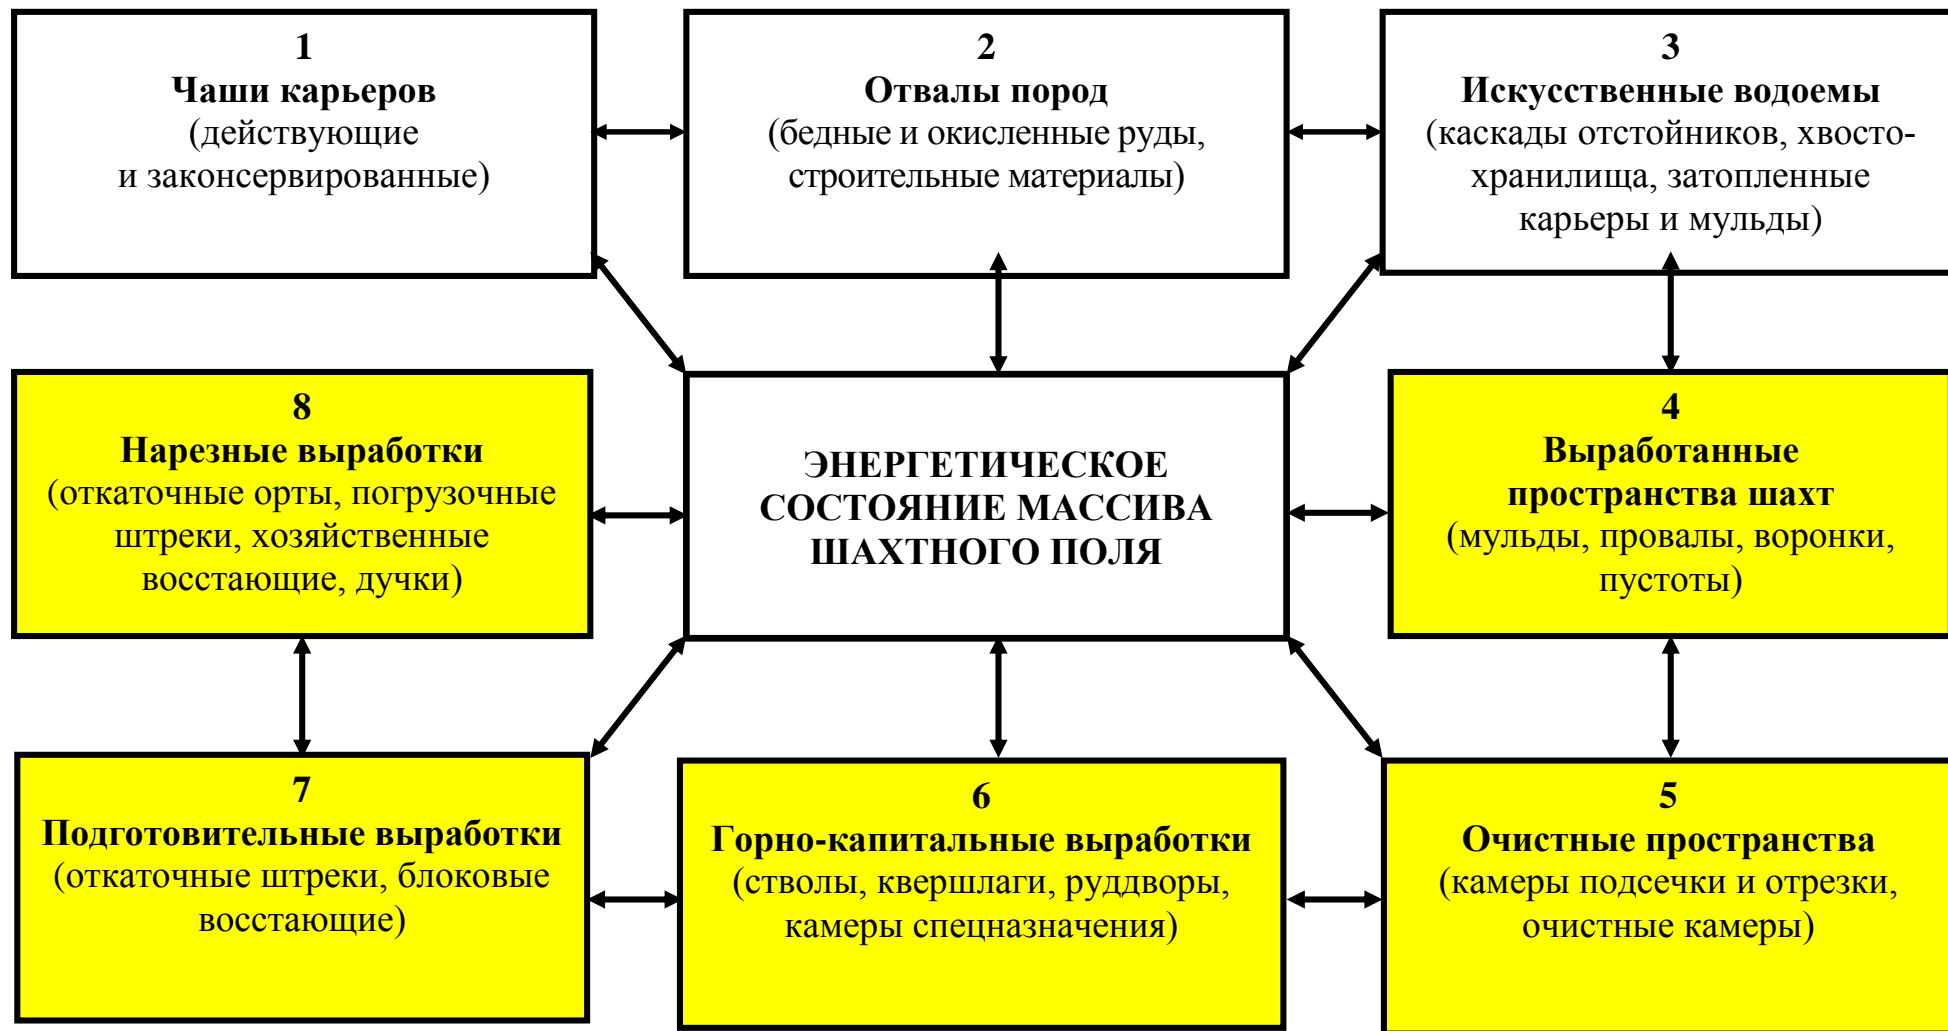 1
Чаши карьеров
(действующие
и законсервированные)
2
Отвалы пород
(бедные и окисленные руды,
строительные материалы)
3
Искусственные водоемы
(каскады отстойников, хвосто-
хранилища, затопленные
карьеры и мульды)
8
Нарезные выработки
(откаточные орты, погрузочные
штреки, хозяйственные
восстающие, дучки)
ЭНЕРГЕТИЧЕСКОЕ
СОСТОЯНИЕ МАССИВА
ШАХТНОГО ПОЛЯ
4
Выработанные
пространства шахт
(мульды, провалы, воронки,
пустоты)
7
Подготовительные выработки
(откаточные штреки, блоковые
восстающие)
6
Горно-капитальные выработки
(стволы, квершлаги, руддворы,
камеры спецназначения)
5
Очистные пространства
(камеры подсечки и отрезки,
очистные камеры)